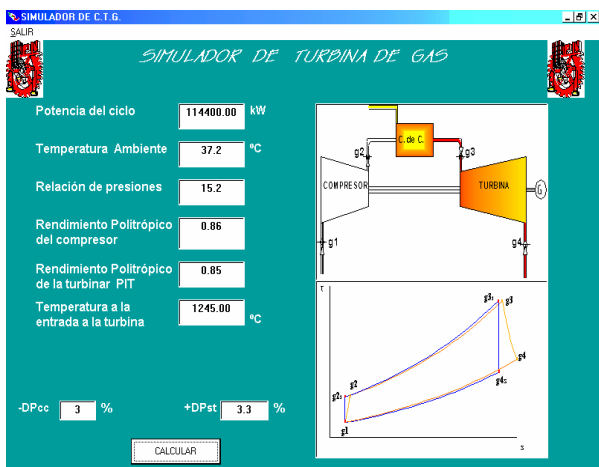 SIMULADOR DE C.T.G.
SALIR
SIMULADOR DE TURBINA DE GAS
Potencia del ciclo 114400.00 kW
Temperatura Ambiente 37.2 ºC
Relación de presiones 15.2
Rendimiento Politrópico
del compresor 0.86
Rendimiento Politrópico
de la turbinar PIT 0.85
Temperatura a la
entrada a la turbina 1245.00 ºC
-DPcc 3 % +DPst 3.3 %
CALCULAR
C. de C.
g2 g3
COMPRESOR TURBINA G
g1 g4
T
g3s g3
g4
g2s g2 g4s
g1
s